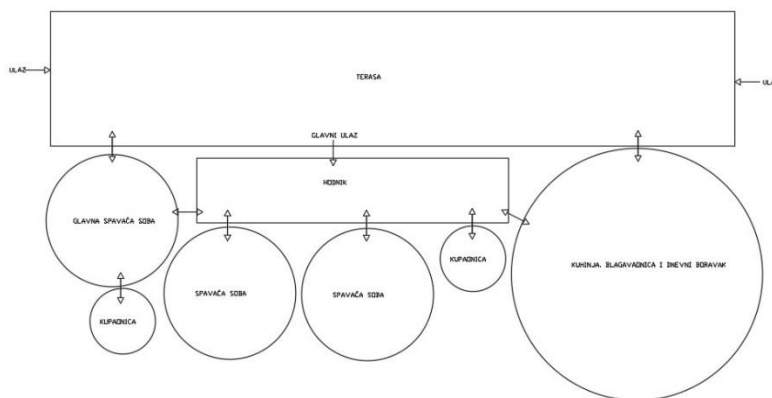 ULAZ
TERASA
ULAZ
GLAVNI ULAZ
HODNIK
GLAVNA SPAVAĆA SOBA
KUPAONICA
KUHINJA, BLAGAVAONICA I DNEVNI BORAVAK
SPAVAĆA SOBA
SPAVAĆA SOBA
KUPAONICA